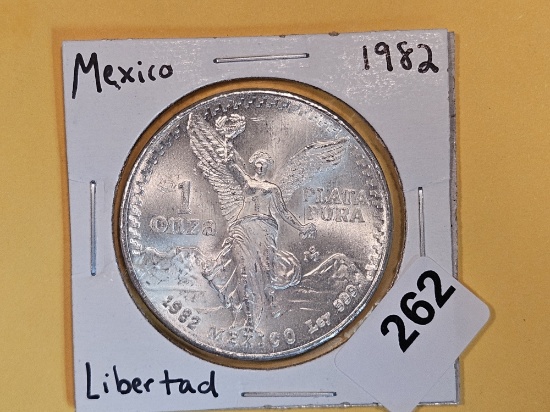 Mexico 1982
1 PLATA
ONZA PURA
1982 MEXICO Ley .999
262
Libertad